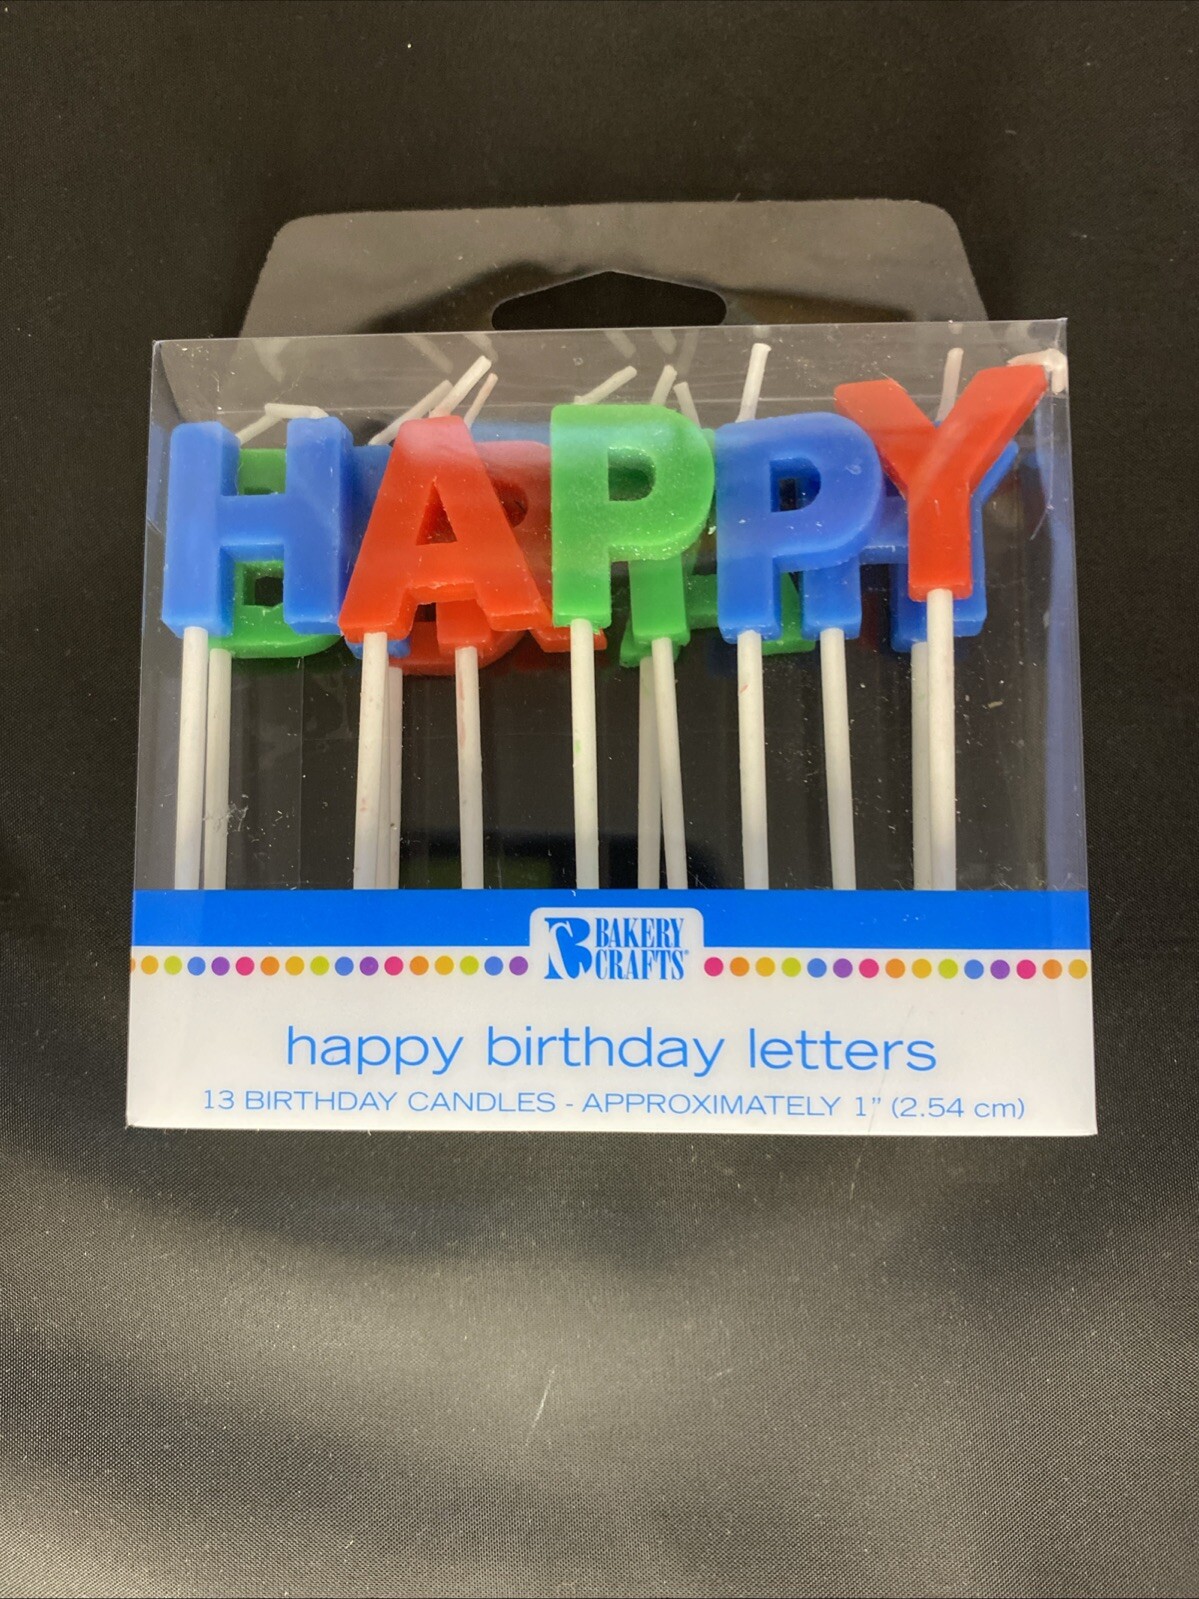 HAPPY
BAKERY
CRAFTS®
happy birthday letters
13 BIRTHDAY CANDLES - APPROXIMATELY 1" (2.54 cm)